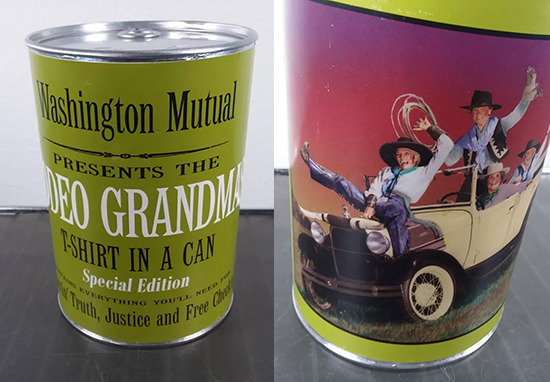 Washington Mutual
PRESENTS THE
DEO GRANDMA
T-SHIRT IN A CAN
Special Edition
EVERYTHING YOU'LL NEED FOR
Truth, Justice and Free Che